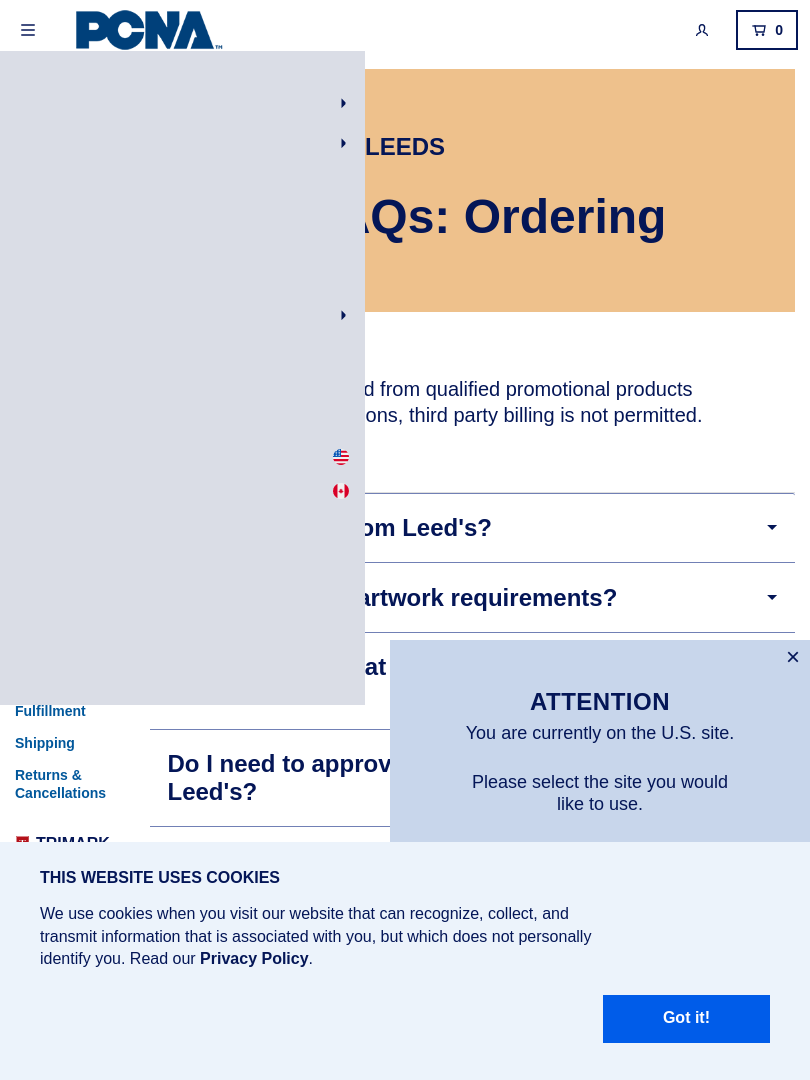 PCNA™
0
LEEDS
AQs: Ordering
d from qualified promotional products
ons, third party billing is not permitted.
om Leed's?
artwork requirements?
at
Fulfillment
Shipping
Returns &
Cancellations
Do I need to approv
Leed's?
TRIMARK
ATTENTION
You are currently on the U.S. site.
Please select the site you would
like to use.
THIS WEBSITE USES COOKIES
We use cookies when you visit our website that can recognize, collect, and
transmit information that is associated with you, but which does not personally
identify you. Read our Privacy Policy.
Got it!